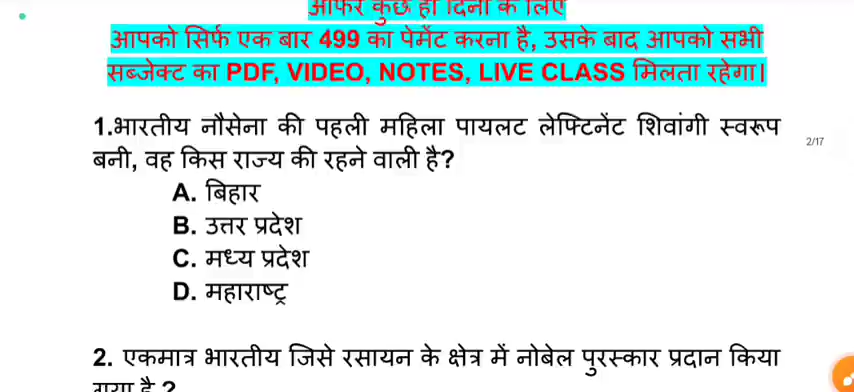 ऑफर कुछ ही दिनों के लिए
आपको सिर्फ एक बार 499 का पेमेंट करना है, उसके बाद आपको सभी
सब्जेक्ट का PDF, VIDEO, NOTES, LIVE CLASS मिलता रहेगा।
1.भारतीय नौसेना की पहली महिला पायलट लेफ्टिनेंट शिवांगी स्वरूप
बनी, वह किस राज्य की रहने वाली है?
2/17
A. बिहार
B. उत्तर प्रदेश
C. मध्य प्रदेश
D. महाराष्ट्र
2. एकमात्र भारतीय जिसे रसायन के क्षेत्र में नोबेल पुरस्कार प्रदान किया
गया है ?